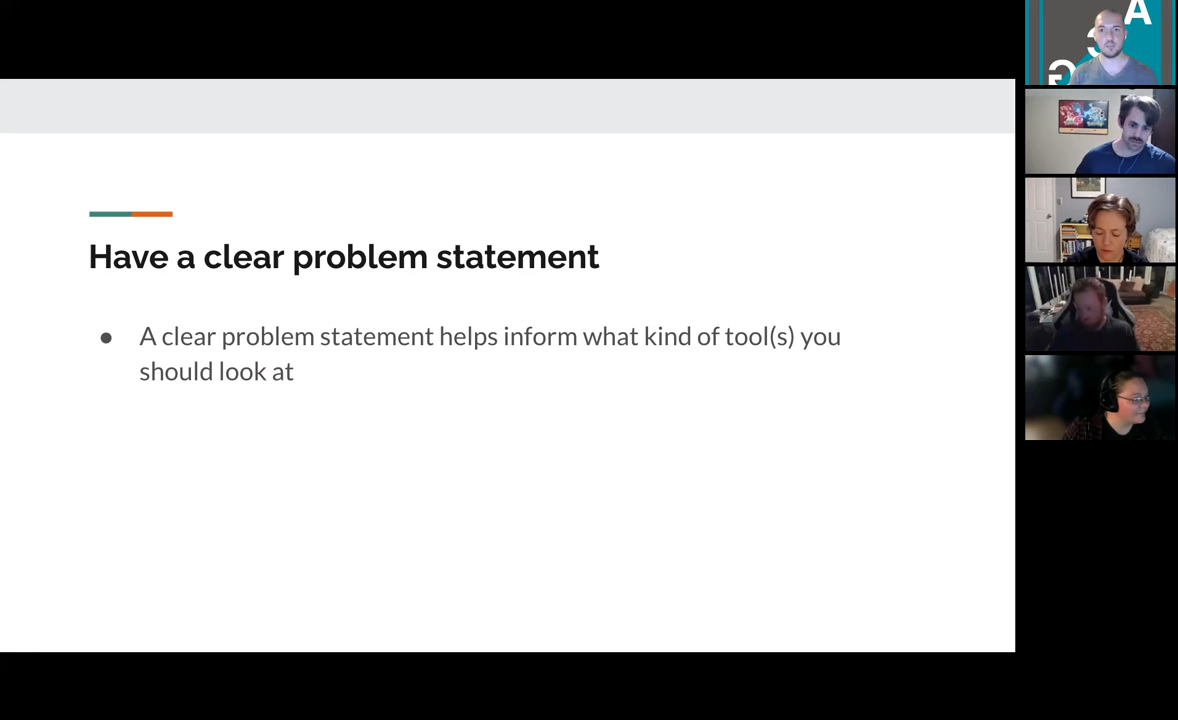 Have a clear problem statement
● A clear problem statement helps inform what kind of tool(s) you
should look at
A
G